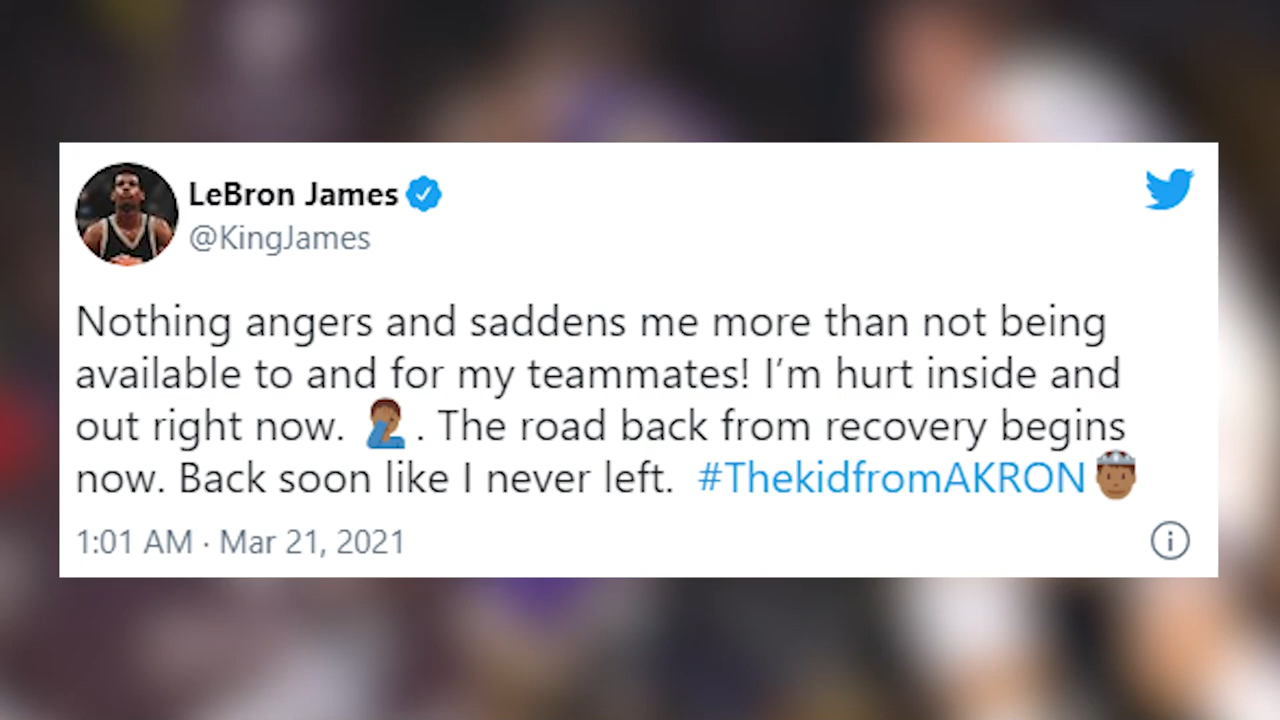 LeBron James
@KingJames
Nothing angers and saddens me more than not being
available to and for my teammates! I’m hurt inside and
out right now. 🤦🏾‍♂️. The road back from recovery begins
now. Back soon like I never left. #ThekidfromAKRON🤴🏾
1:01 AM · Mar 21, 2021